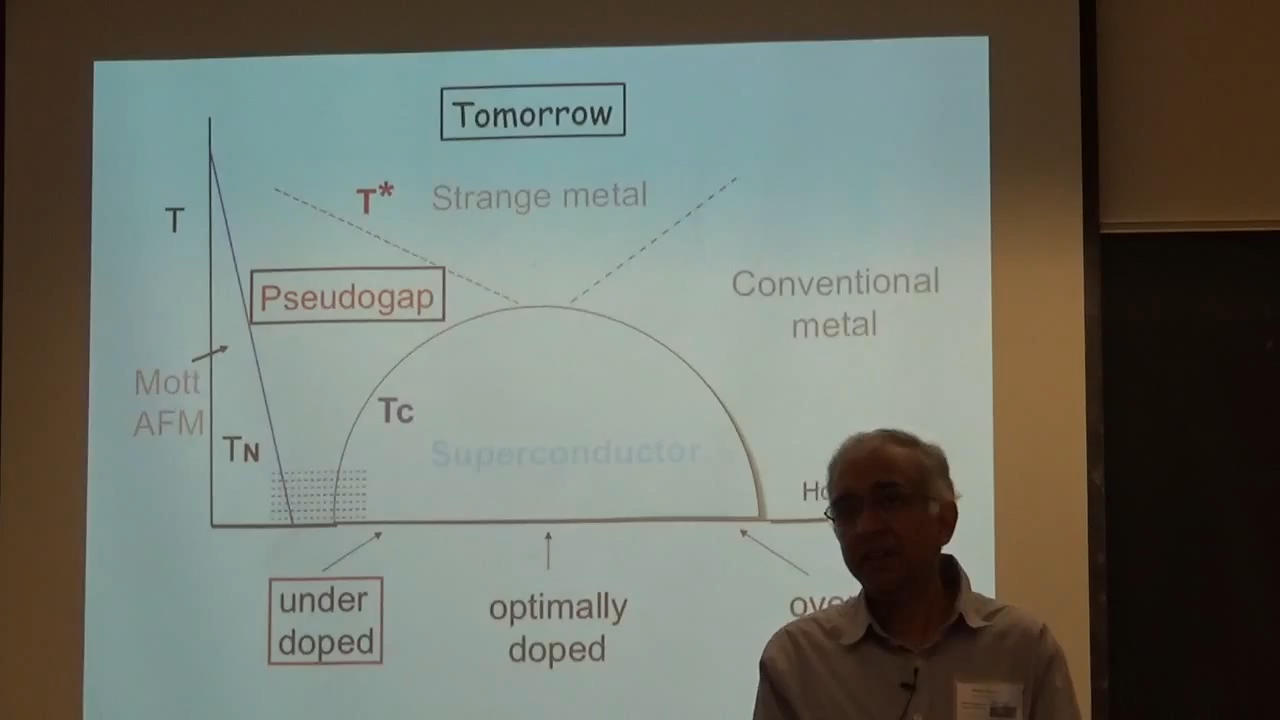 Tomorrow
T* Strange metal
T
Pseudogap
Conventional
metal
Mott
AFM
Tc
TN
Superconductor
under
doped
optimally
doped